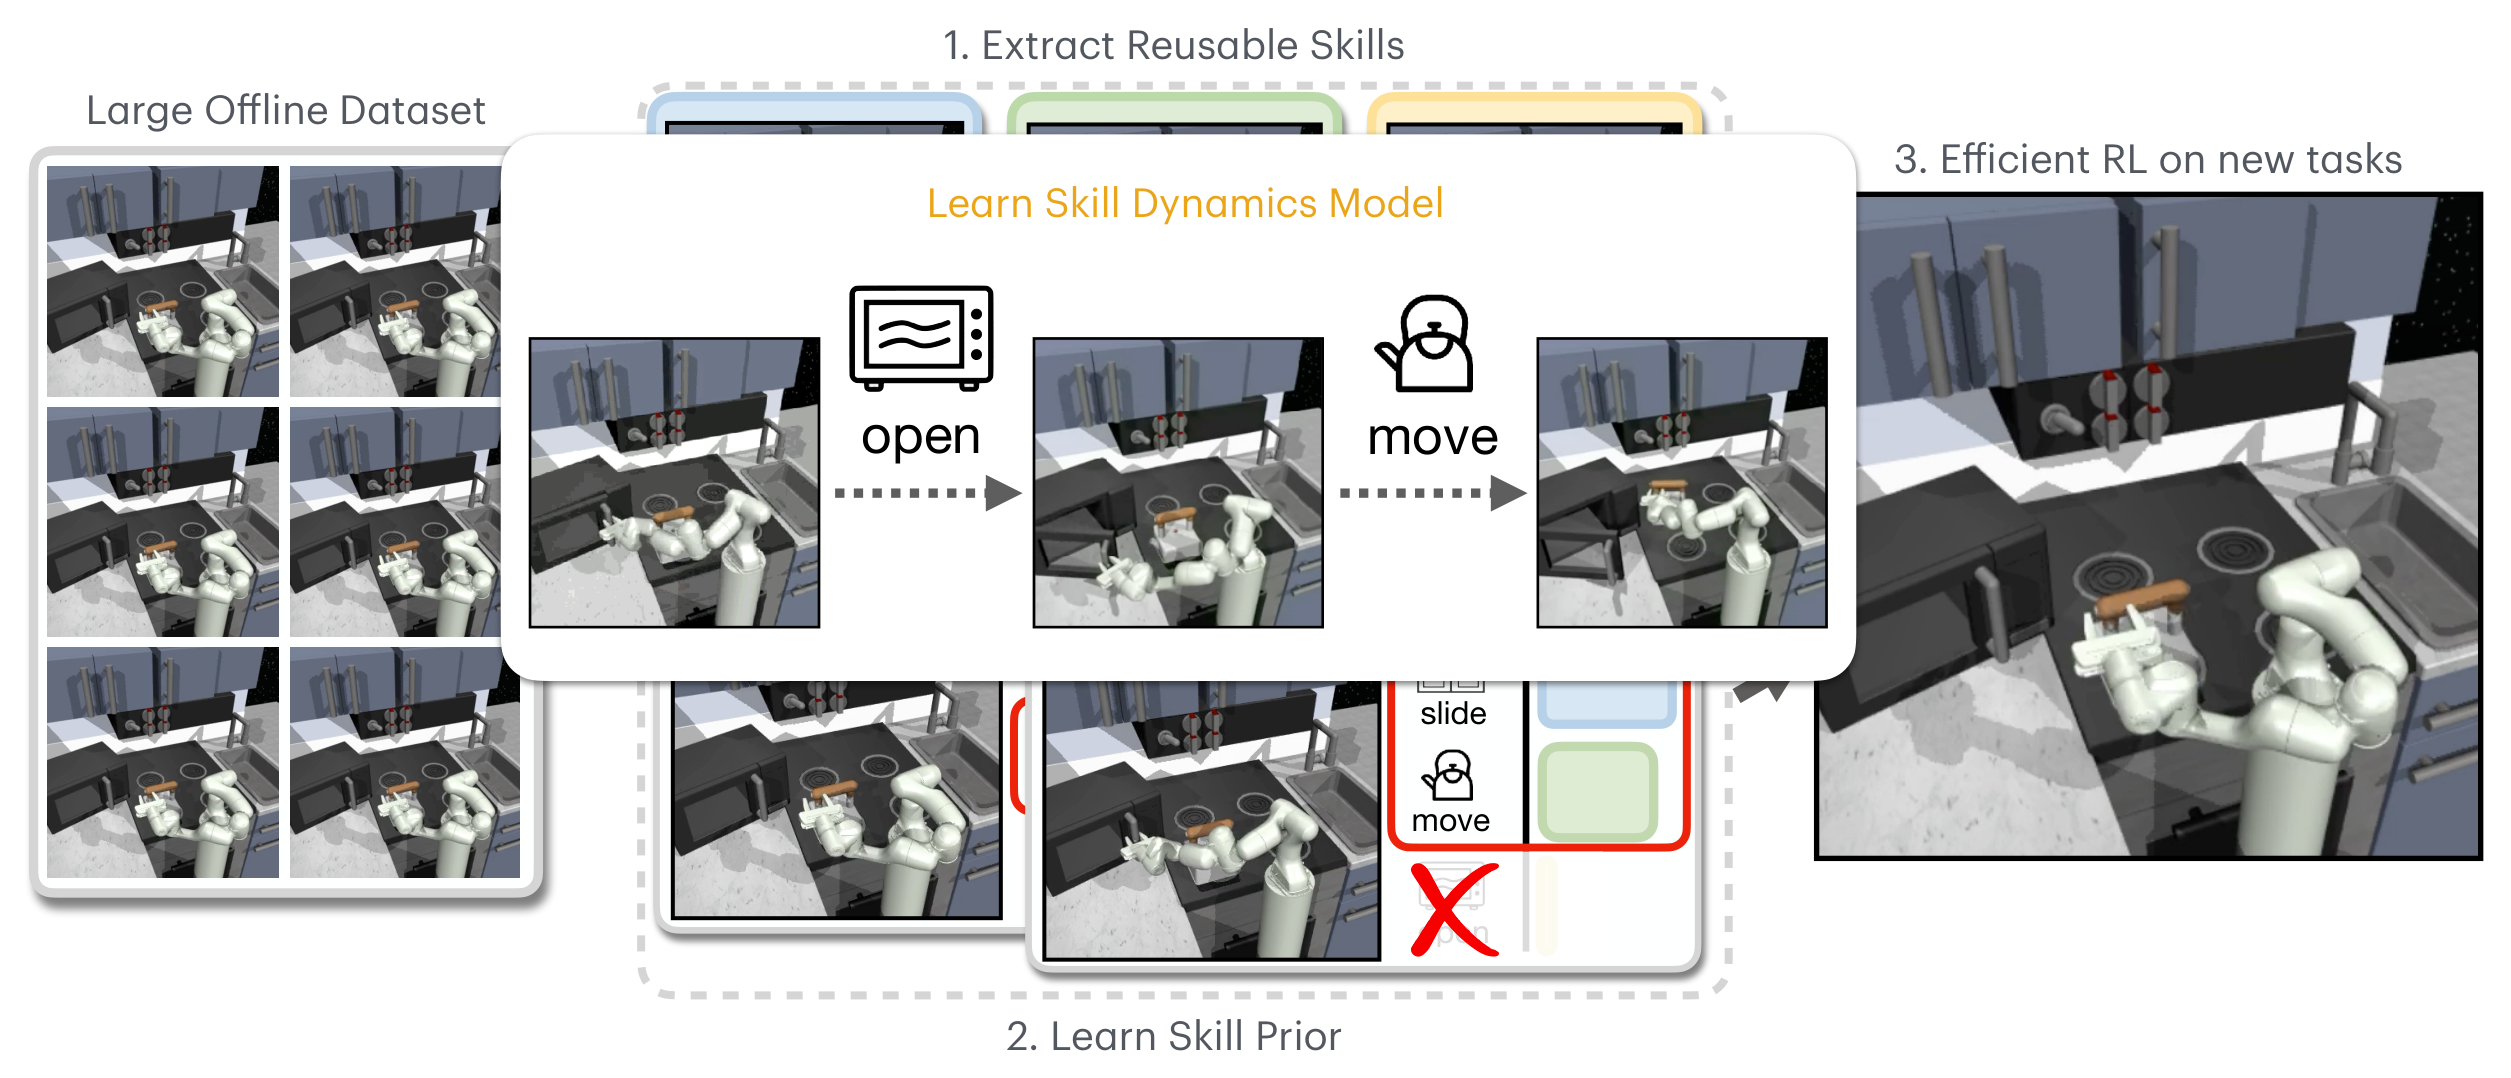 1. Extract Reusable Skills
Large Offline Dataset
3. Efficient RL on new tasks
Learn Skill Dynamics Model
open
move
slide
move
open
2. Learn Skill Prior